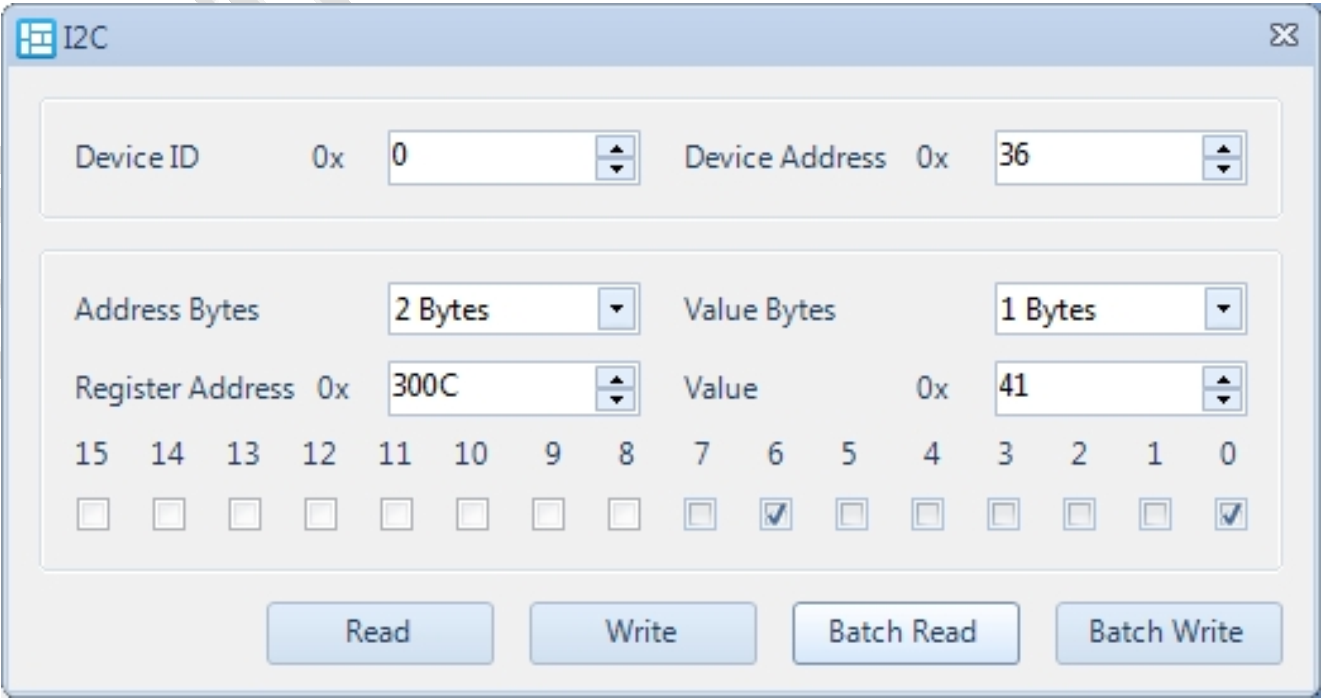 I2C
Device ID 0x 0 Device Address 0x 36
Address Bytes 2 Bytes Value Bytes 1 Bytes
Register Address 0x 300C Value 0x 41
15 14 13 12 11 10 9 8 7 6 5 4 3 2 1 0
Read Write Batch Read Batch Write